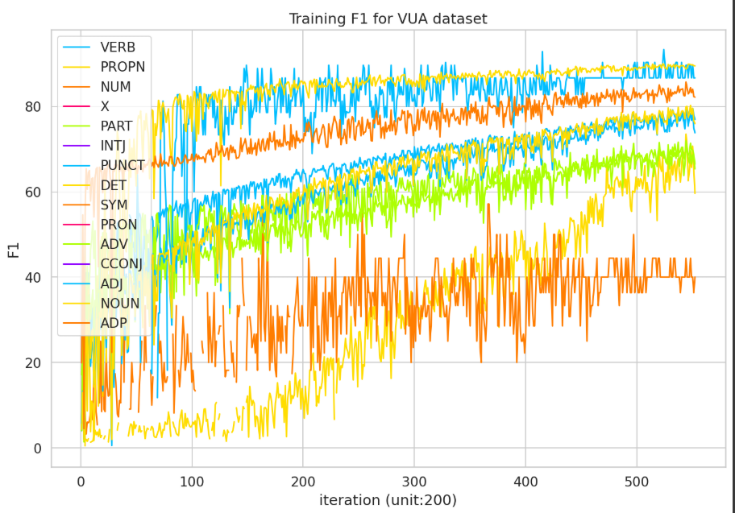 Training F1 for VUA dataset
VERB
PROPN
NUM
X
PART
INTJ
PUNCT
DET
SYM
PRON
ADV
CCONJ
ADJ
NOUN
ADP
F1
80
60
40
20
0
0 100 200 300 400 500
iteration (unit:200)